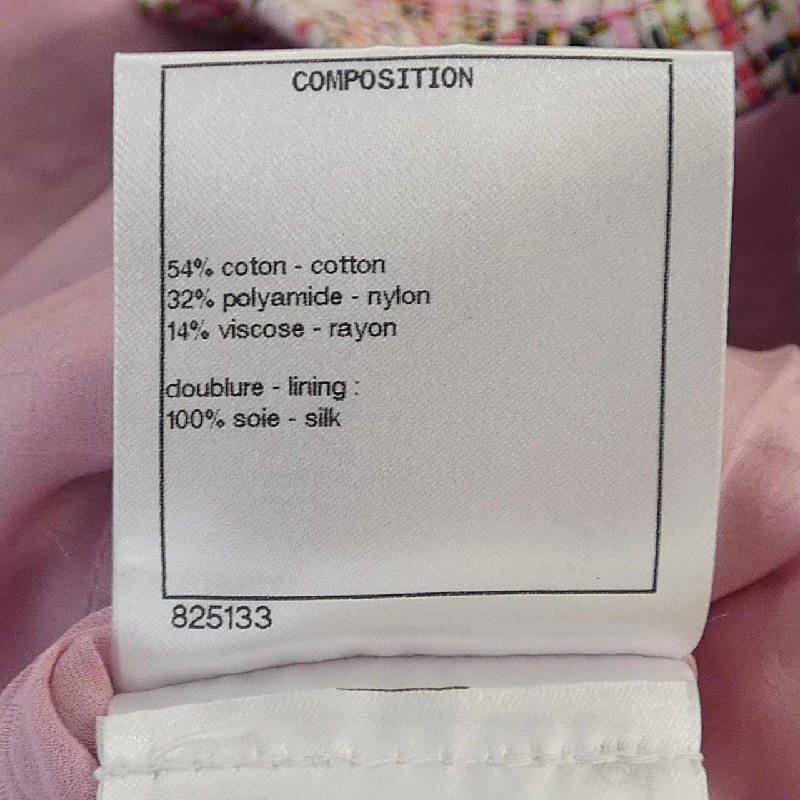 COMPOSITION
54% coton - cotton
32% polyamide - nylon
14% viscose - rayon
doublure - lining :
100% soie - silk
825133